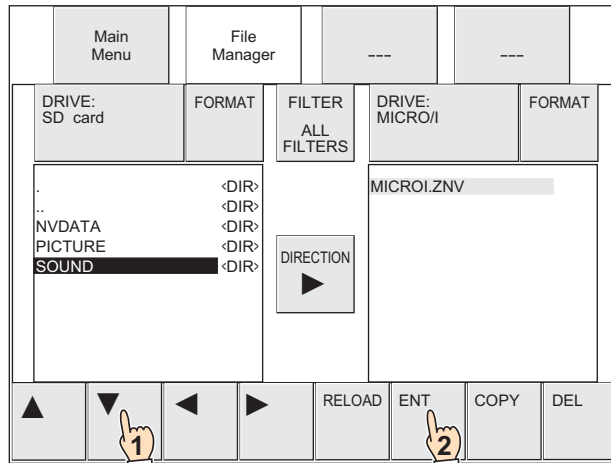 Main
Menu
File
Manager
---
---
DRIVE:
SD card
FORMAT
FILTER
ALL
FILTERS
DRIVE:
MICRO/I
FORMAT
. <DIR>
.. <DIR>
NVDATA <DIR>
PICTURE <DIR>
SOUND <DIR>
MICROI.ZNV
DIRECTION
RELOAD
ENT
COPY
DEL
1
2